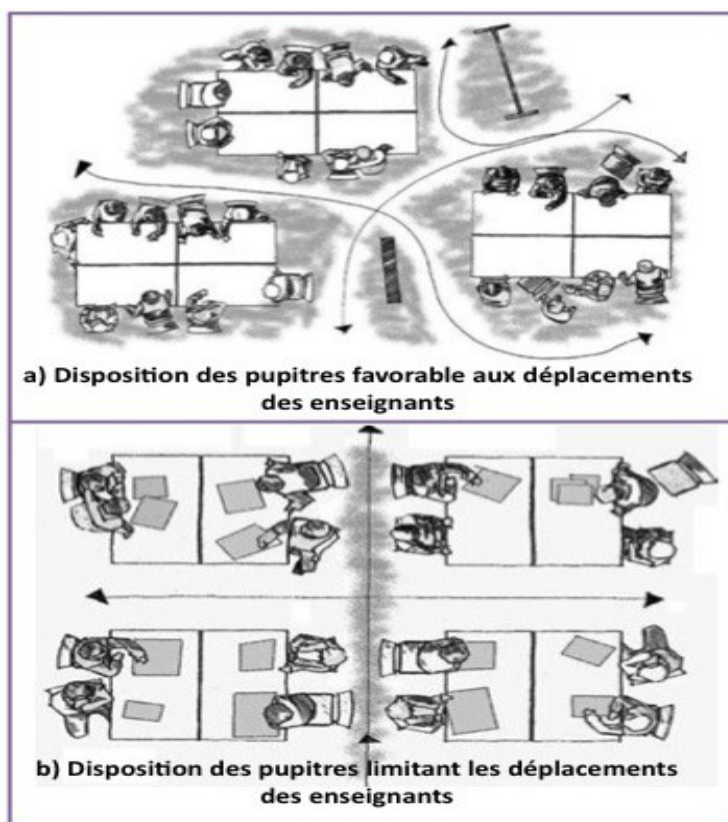 a) Disposition des pupitres favorable aux déplacements
des enseignants
b) Disposition des pupitres limitant les déplacements
des enseignants